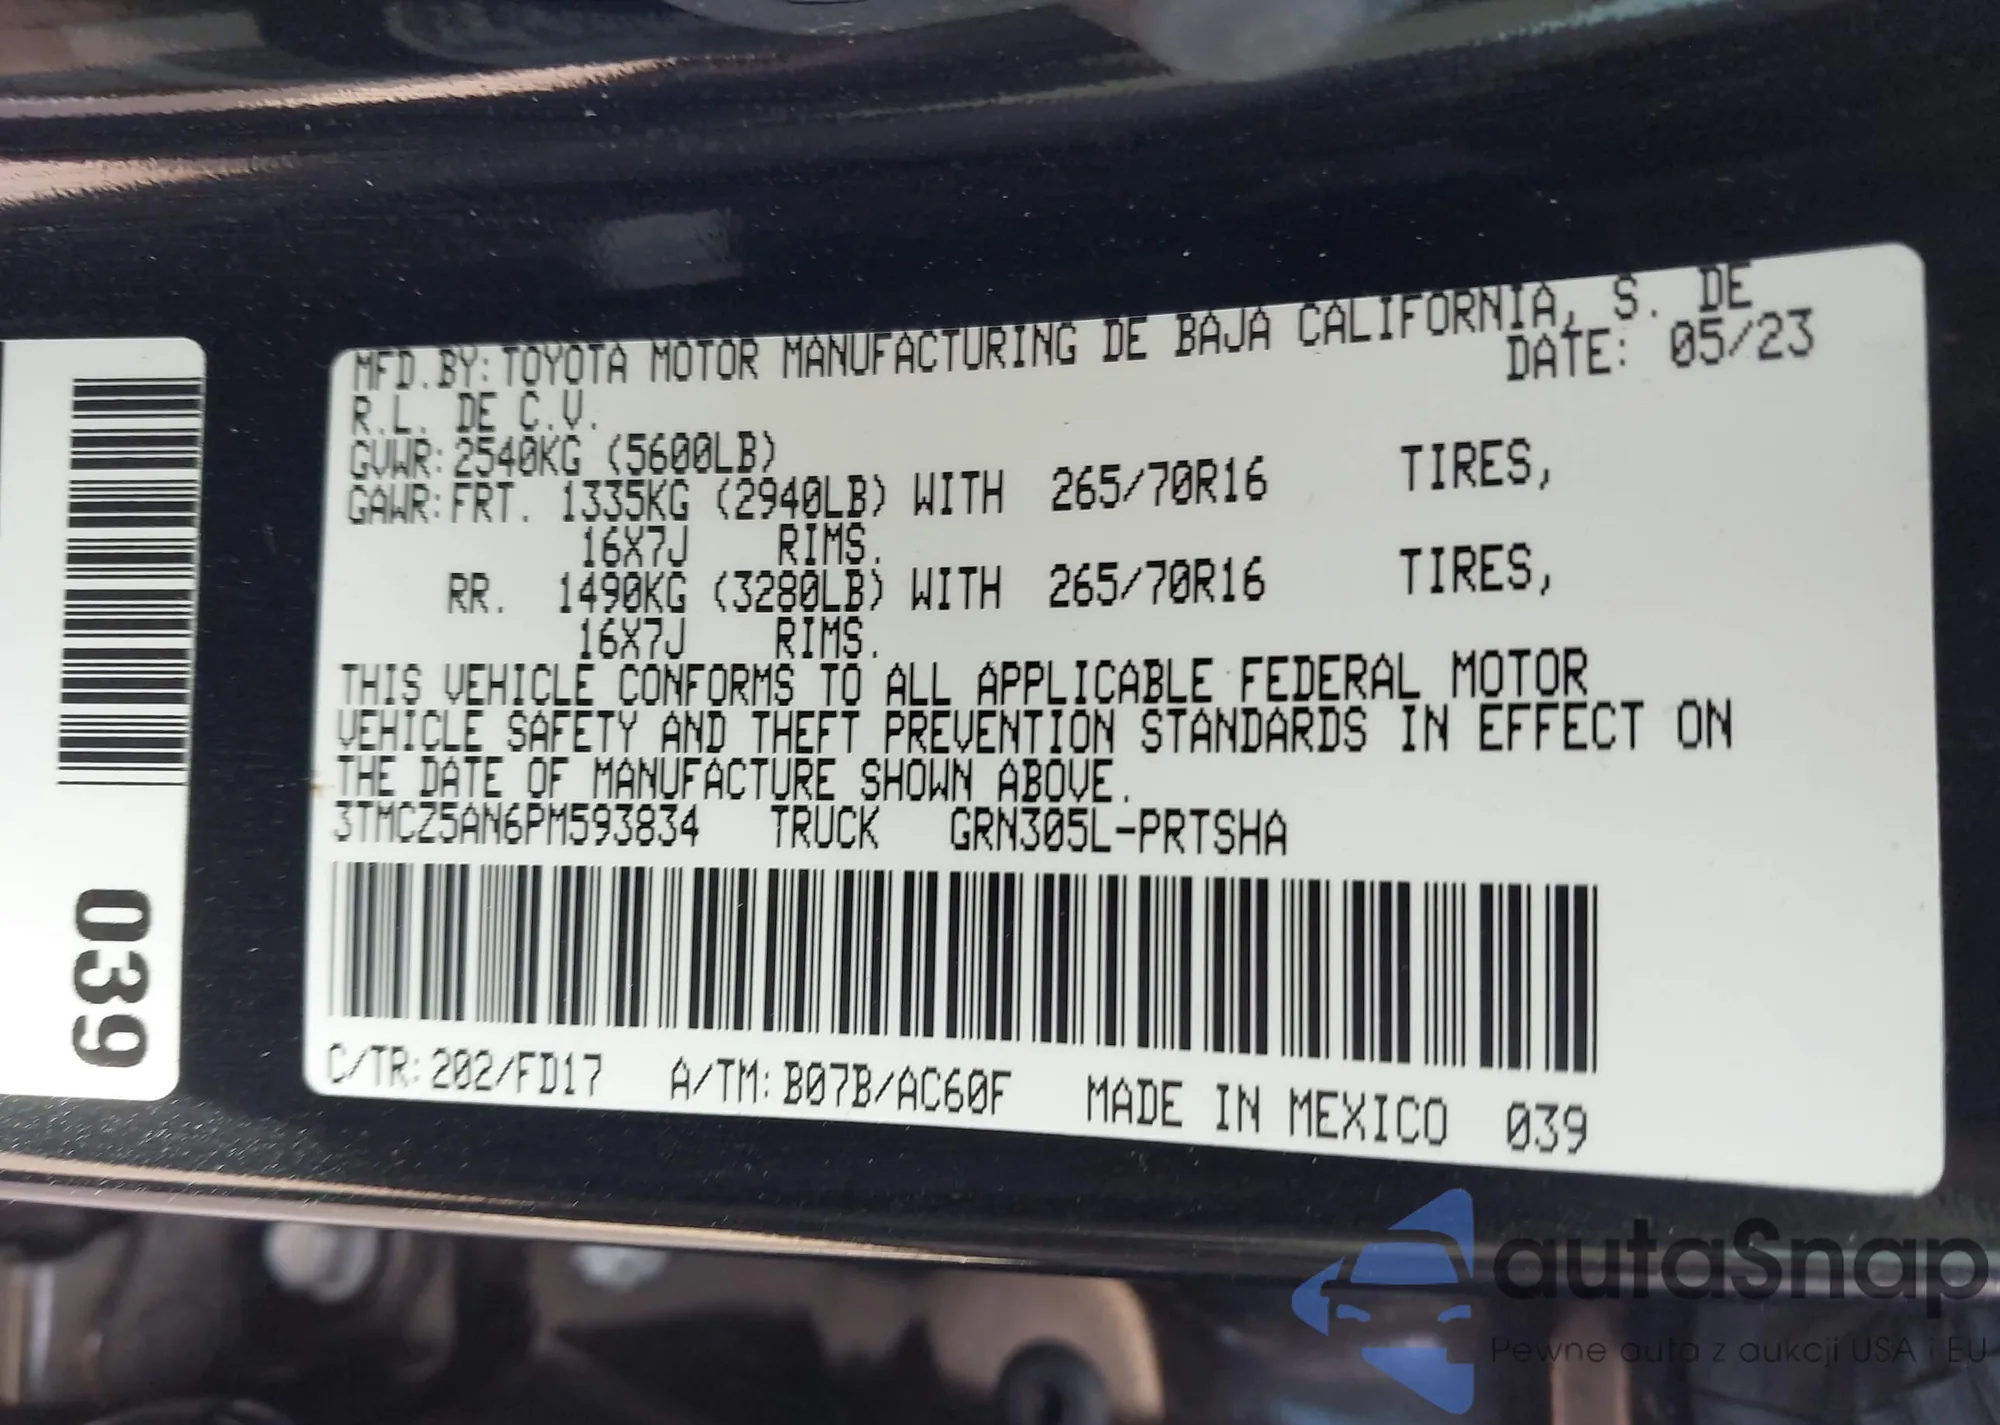 MFD.BY:TOYOTA MOTOR MANUFACTURING DE BAJA CALIFORNIA, S. DE
R.L. DE C.V. DATE: 05/23
GVWR:2540KG (5600LB)
GAWR:FRT. 1335KG (2940LB) WITH 265/70R16 TIRES,
16X7J RIMS.
RR. 1490KG (3280LB) WITH 265/70R16 TIRES,
16X7J RIMS.
THIS VEHICLE CONFORMS TO ALL APPLICABLE FEDERAL MOTOR
VEHICLE SAFETY AND THEFT PREVENTION STANDARDS IN EFFECT ON
THE DATE OF MANUFACTURE SHOWN ABOVE.
3TMCZ5AN6PM593834 TRUCK GRN305L-PRTSHA
C/TR:202/FD17 A/TM:B07B/AC60F MADE IN MEXICO 039
039
autaSnap
Pewne auta z aukcji USA i EU